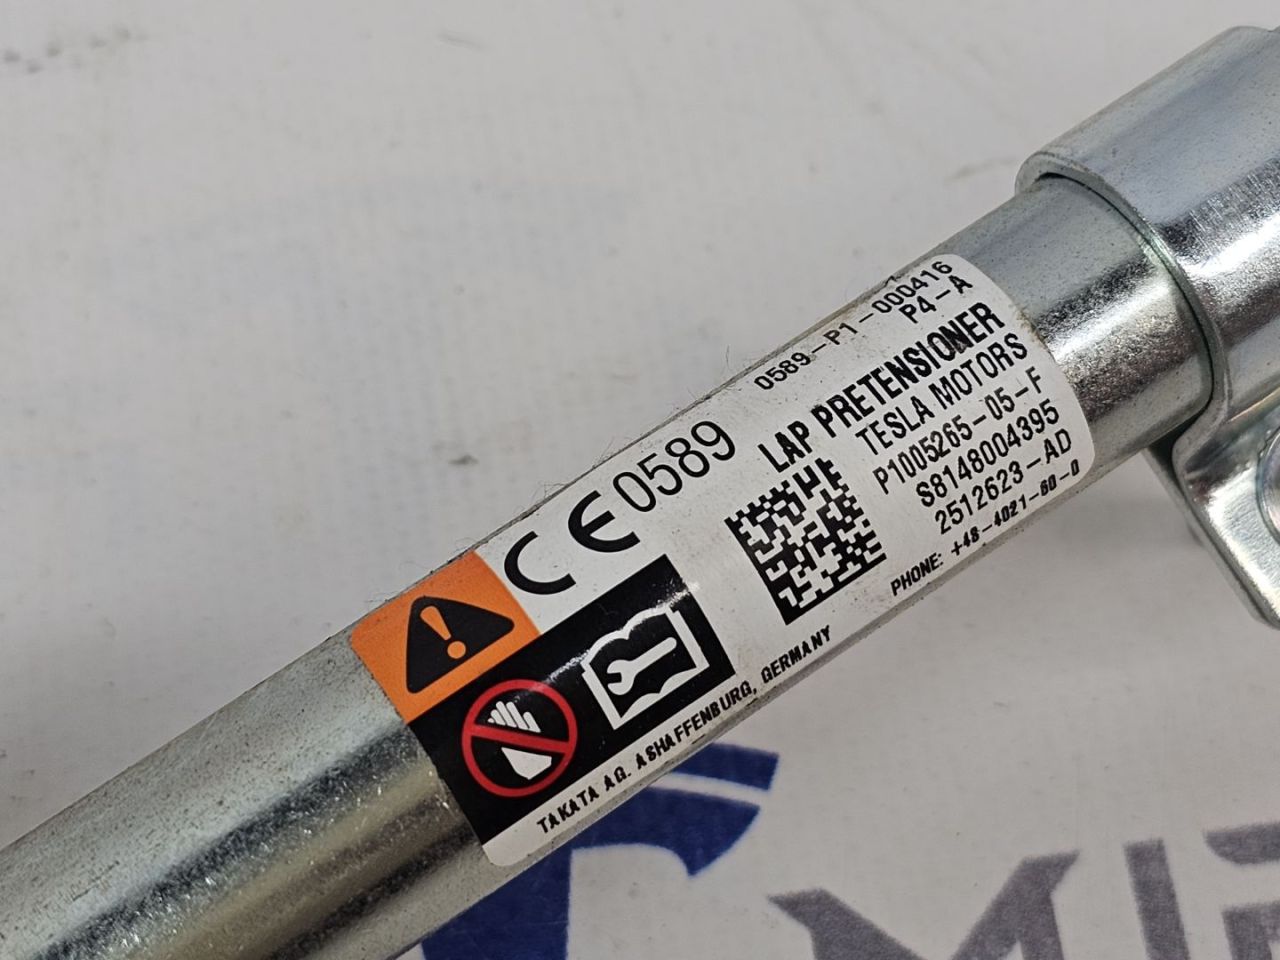 0589-P1-000416
P4-A
LAP PRETENSIONER
TESLA MOTORS
P1005265-05-F
S8148004395
2512623-AD
PHONE: +48-4021-60-0
CE0589
TAKATA AG. ASHAFFENBURG, GERMANY